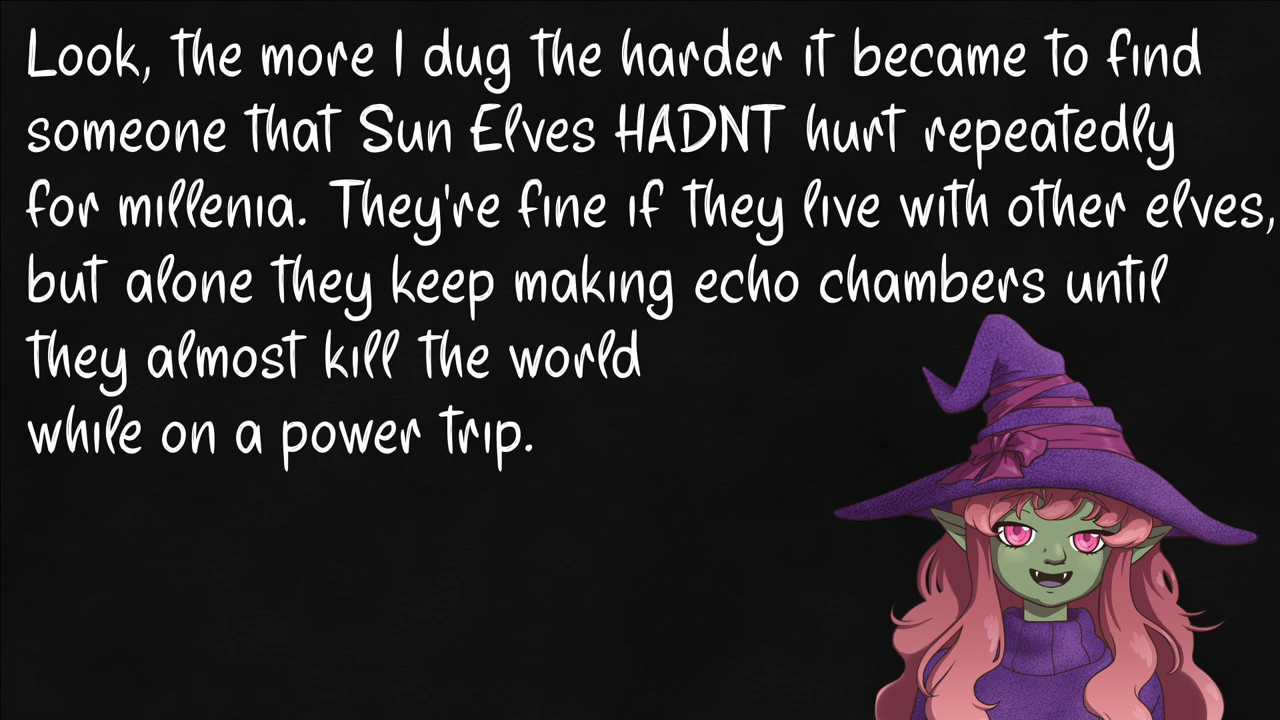 Look, the more I dug the harder it became to find
someone that Sun Elves HADNT hurt repeatedly
for millenia. They're fine if they live with other elves,
but alone they keep making echo chambers until
they almost kill the world
while on a power trip.